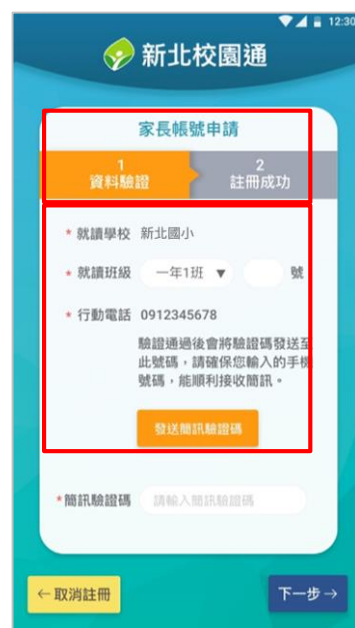 12:30
新北校園通
家長帳號申請
1
資料驗證
2
註冊成功
* 就讀學校 新北國小
* 就讀班級 一年1班 ▼ 號
* 行動電話 0912345678
驗證通過後會將驗證碼發送至
此號碼,請確保您輸入的手機
號碼,能順利接收簡訊。
發送簡訊驗證碼
*簡訊驗證碼 請輸入簡訊驗證碼
←取消註冊
下一步→